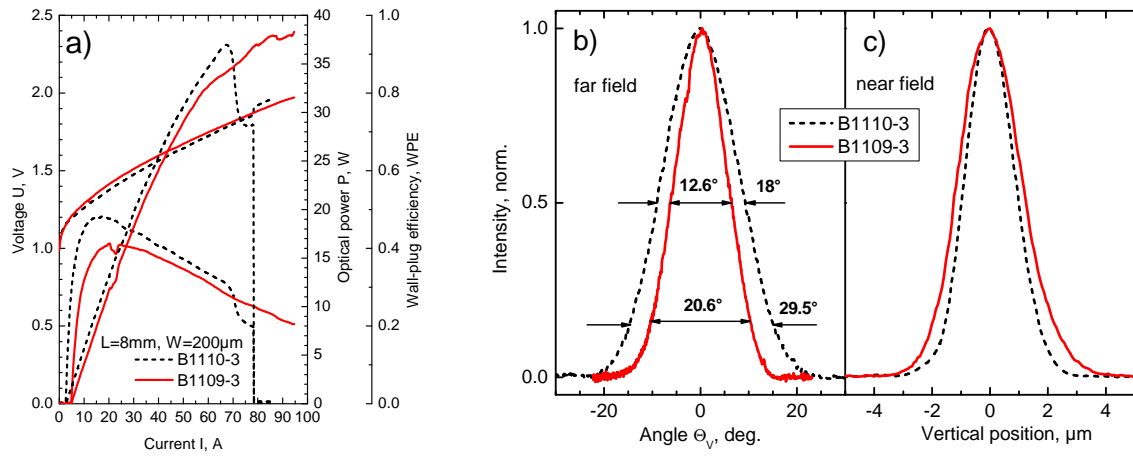 a)
2.5
2.0
1.5
1.0
0.5
0.0
Voltage U, V
0 10 20 30 40 50 60 70 80 90 100
Current I, A
L=8mm, W=200µm
B1110-3
B1109-3
40
35
30
25
20
15
10
5
0
Optical power P, W
1.0
0.8
0.6
0.4
0.2
0.0
Wall-plug efficiency, WPE
b)
far field
1.0
0.5
0.0
Intensity, norm.
12.6° 18°
20.6° 29.5°
-20 0 20
Angle ΘV, deg.
c)
near field
B1110-3
B1109-3
-4 -2 0 2 4
Vertical position, µm